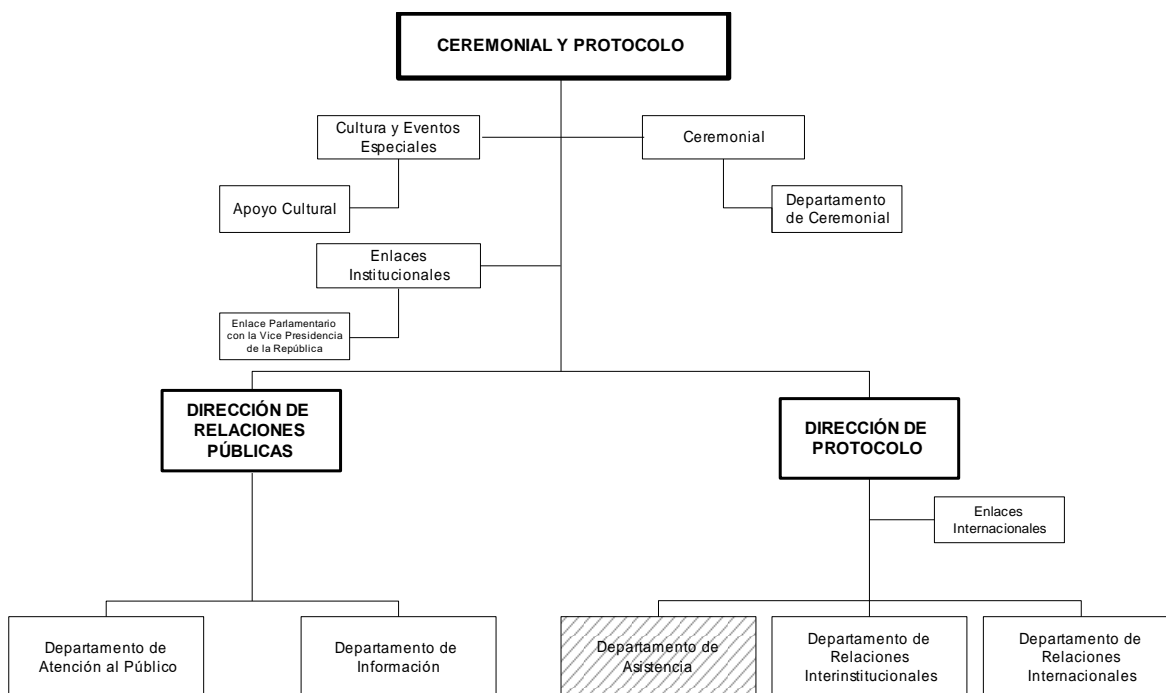 CEREMONIAL Y PROTOCOLO
Cultura y Eventos
Especiales
Ceremonial
Apoyo Cultural
Departamento
de Ceremonial
Enlaces
Institucionales
Enlace Parlamentario
con la Vice Presidencia
de la República
DIRECCIÓN DE
RELACIONES
PÚBLICAS
DIRECCIÓN DE
PROTOCOLO
Enlaces
Internacionales
Departamento de
Atención al Público
Departamento de
Información
Departamento de
Asistencia
Departamento de
Relaciones
Interinstitucionales
Departamento de
Relaciones
Internacionales